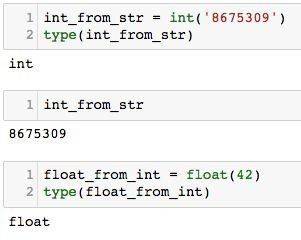 1 int_from_str = int('8675309')
2 type(int_from_str)
int
1 int_from_str
8675309
1 float_from_int = float(42)
2 type(float_from_int)
float